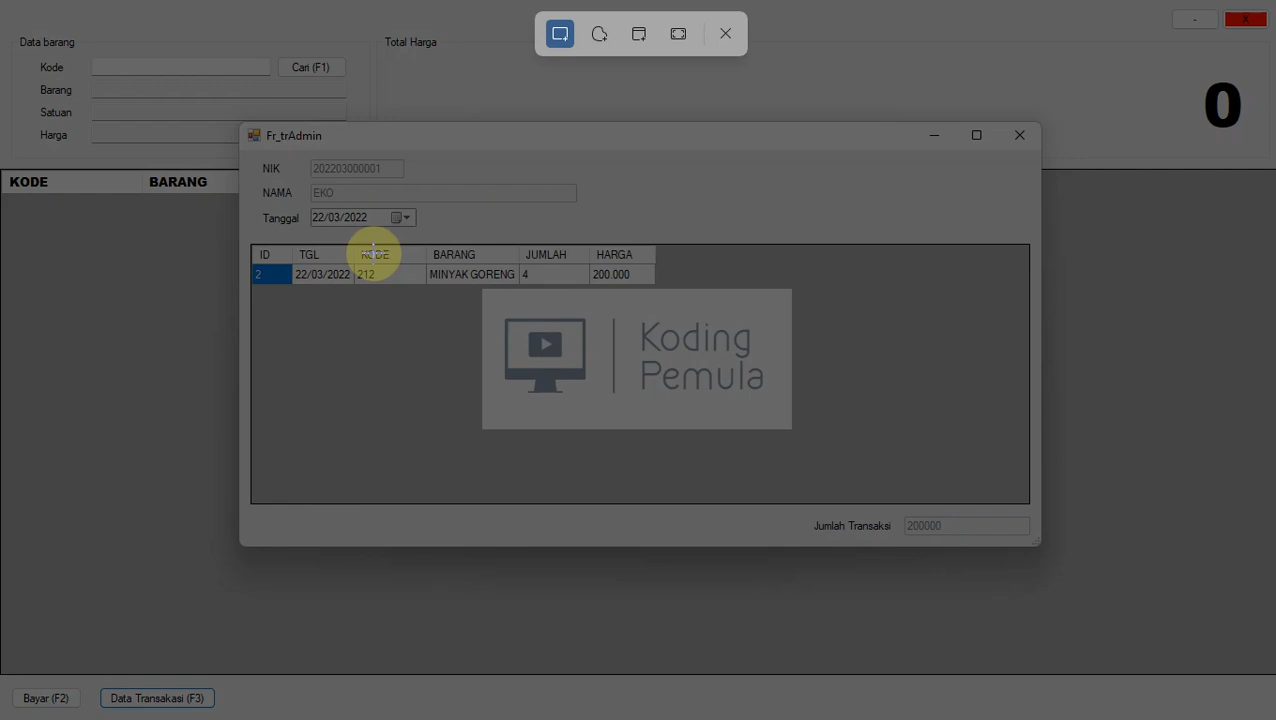 - X
Data barang
Total Harga
Kode Cari (F1)
Barang
Satuan
Harga
0
KODE BARANG
Fr_trAdmin
NIK 202203000001
NAMA EKO
Tanggal 22/03/2022
ID TGL KODE BARANG JUMLAH HARGA
2 22/03/2022 212 MINYAK GORENG 4 200.000
Koding
Pemula
Jumlah Transaksi 200000
Bayar (F2) Data Transakasi (F3)